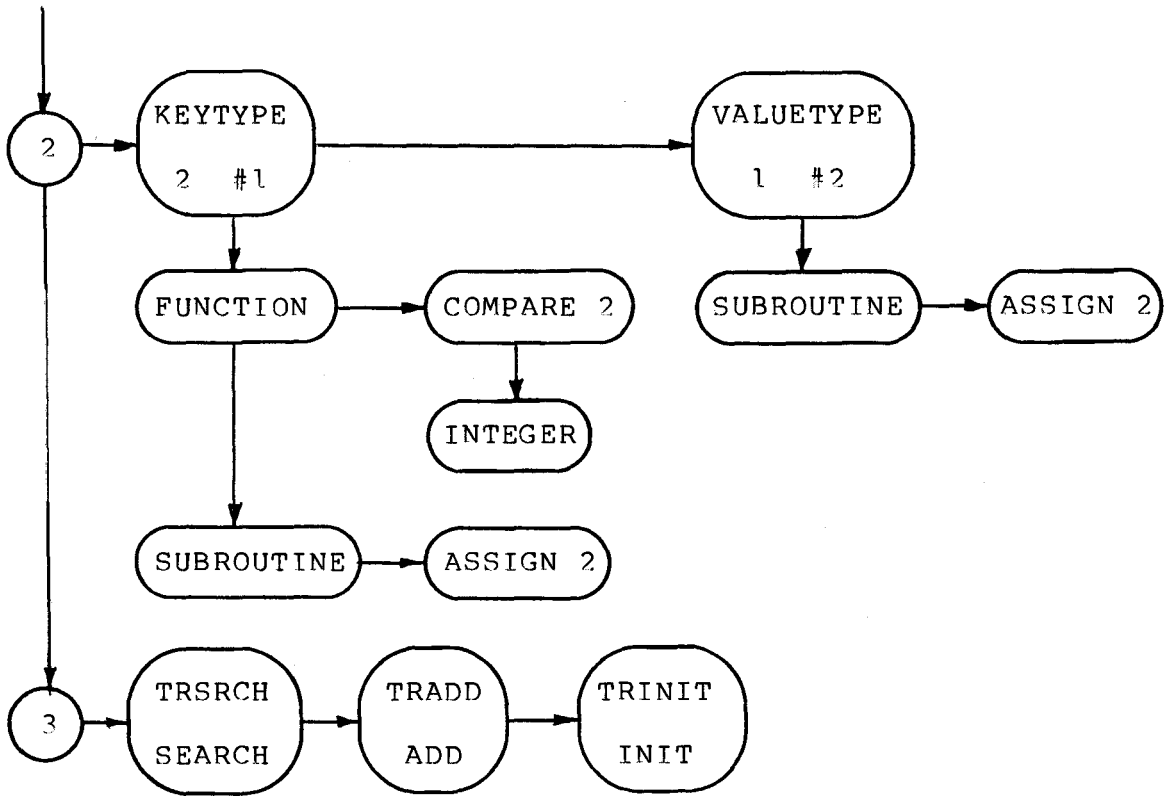 2
KEYTYPE
2 #1
VALUETYPE
1 #2
FUNCTION
COMPARE 2
INTEGER
SUBROUTINE
ASSIGN 2
SUBROUTINE
ASSIGN 2
3
TRSRCH
SEARCH
TRADD
ADD
TRINIT
INIT